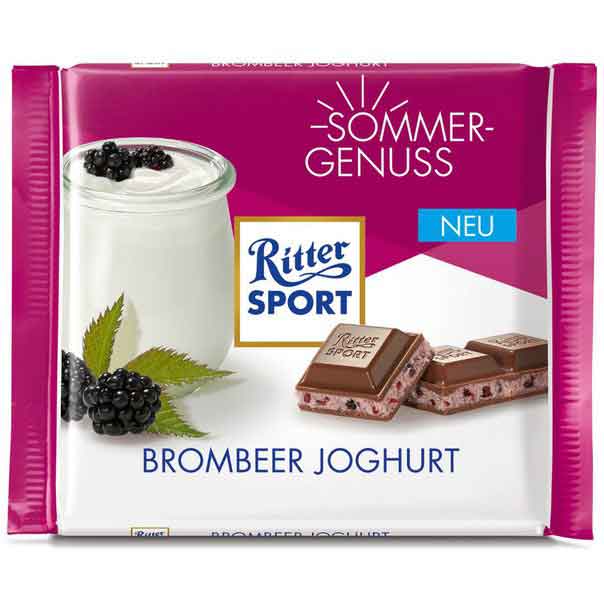 BROMBEER JOGHURT
SOMMER-
GENUSS
NEU
Ritter
SPORT
Ritter
SPORT
BROMBEER JOGHURT
Ritter
BROMBEER JOGHURT